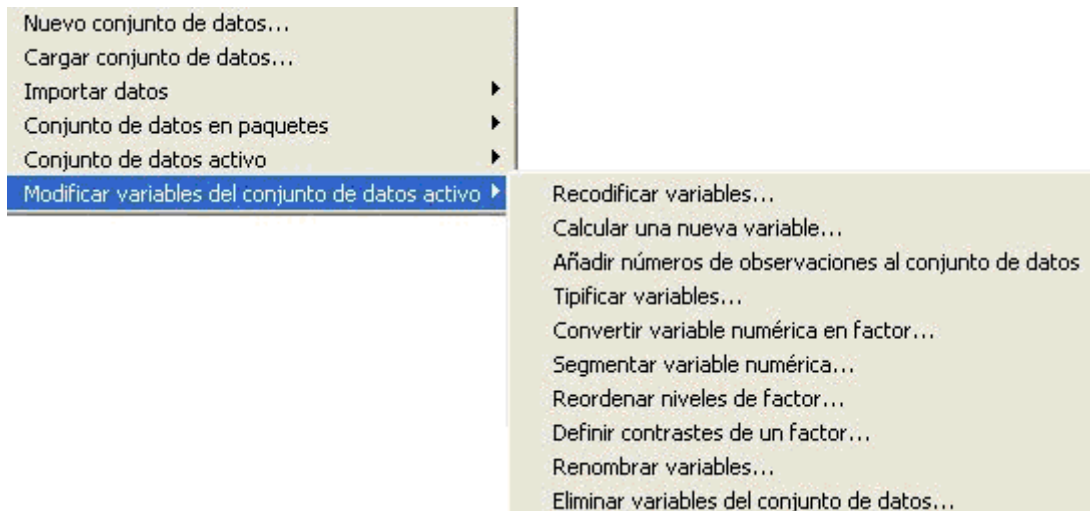 Nuevo conjunto de datos...
Cargar conjunto de datos...
Importar datos
Conjunto de datos en paquetes
Conjunto de datos activo
Modificar variables del conjunto de datos activo
Recodificar variables...
Calcular una nueva variable...
Añadir números de observaciones al conjunto de datos
Tipificar variables...
Convertir variable numérica en factor...
Segmentar variable numérica...
Reordenar niveles de factor...
Definir contrastes de un factor...
Renombrar variables...
Eliminar variables del conjunto de datos...